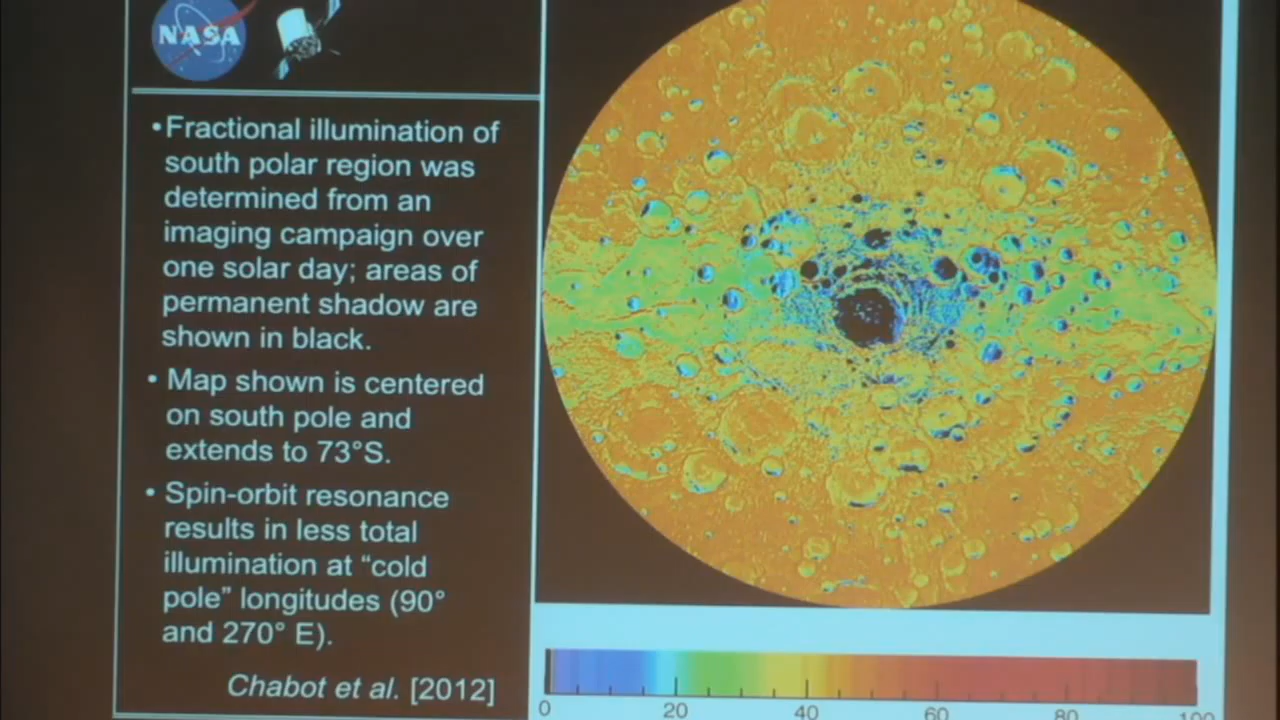 NASA
•Fractional illumination of
south polar region was
determined from an
imaging campaign over
one solar day; areas of
permanent shadow are
shown in black.
• Map shown is centered
on south pole and
extends to 73°S.
• Spin-orbit resonance
results in less total
illumination at “cold
pole” longitudes (90°
and 270° E).
Chabot et al. [2012]
0 20 40 60 80 100